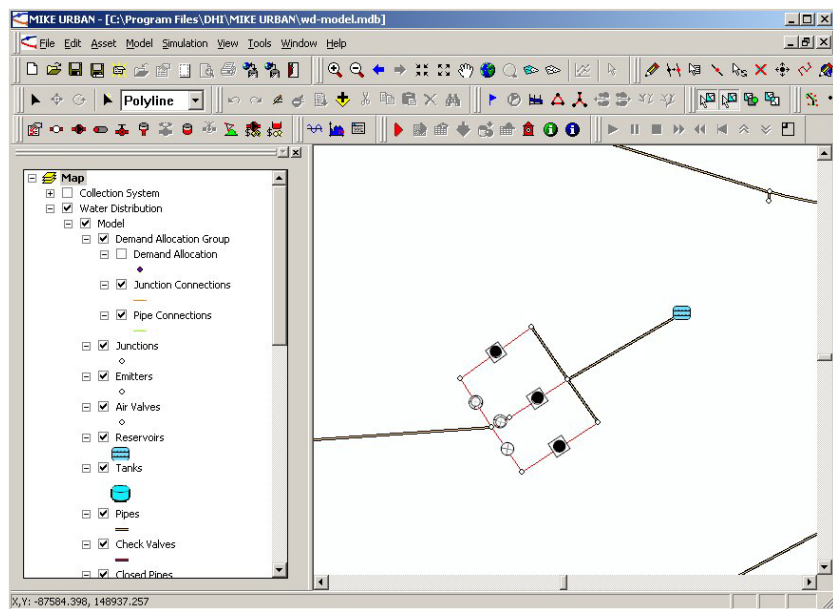 MIKE URBAN - [C:\Program Files\DHI\MIKE URBAN\wd-model.mdb]
File Edit Asset Model Simulation View Tools Window Help
Polyline
Map
Collection System
Water Distribution
Model
Demand Allocation Group
Demand Allocation
Junction Connections
Pipe Connections
Junctions
Emitters
Air Valves
Reservoirs
Tanks
Pipes
Check Valves
Closed Pipes
X,Y: -87584.398, 148937.257